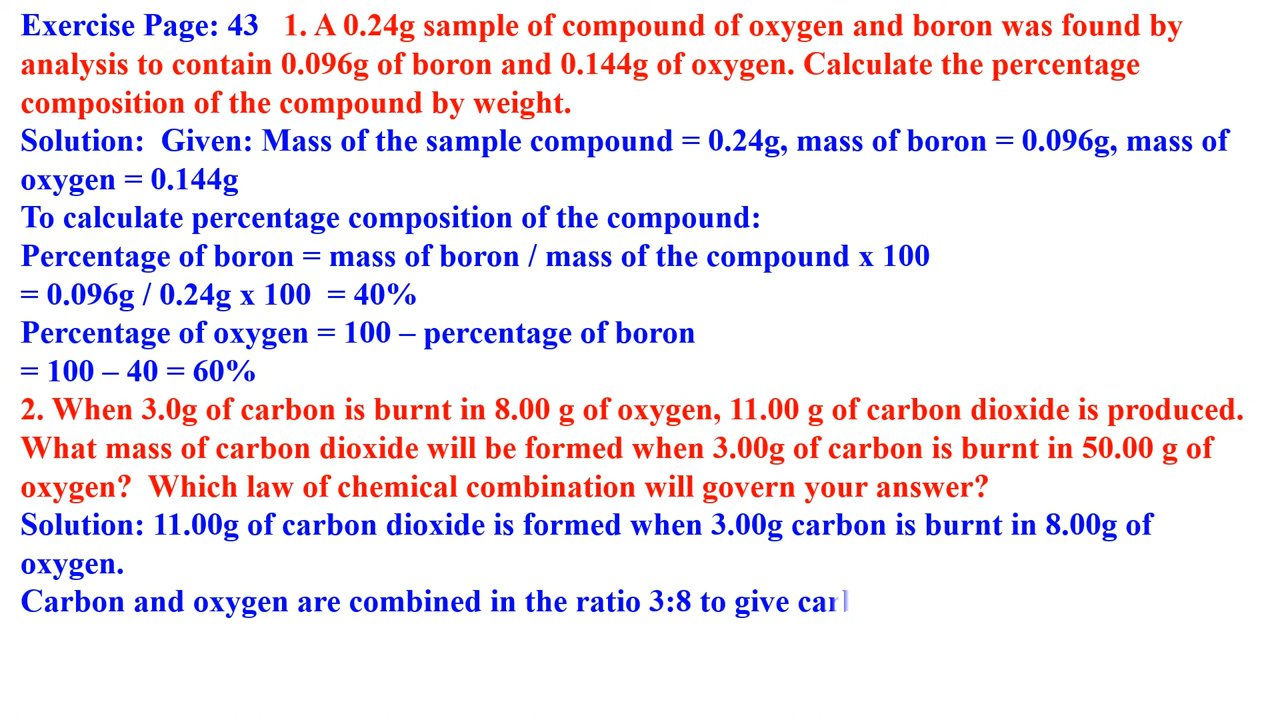 Exercise Page: 43   1. A 0.24g sample of compound of oxygen and boron was found by
analysis to contain 0.096g of boron and 0.144g of oxygen. Calculate the percentage
composition of the compound by weight.
Solution:  Given: Mass of the sample compound = 0.24g, mass of boron = 0.096g, mass of
oxygen = 0.144g
To calculate percentage composition of the compound:
Percentage of boron = mass of boron / mass of the compound x 100
= 0.096g / 0.24g x 100  = 40%
Percentage of oxygen = 100 – percentage of boron
= 100 – 40 = 60%
2. When 3.0g of carbon is burnt in 8.00 g of oxygen, 11.00 g of carbon dioxide is produced.
What mass of carbon dioxide will be formed when 3.00g of carbon is burnt in 50.00 g of
oxygen?  Which law of chemical combination will govern your answer?
Solution: 11.00g of carbon dioxide is formed when 3.00g carbon is burnt in 8.00g of
oxygen.
Carbon and oxygen are combined in the ratio 3:8 to give